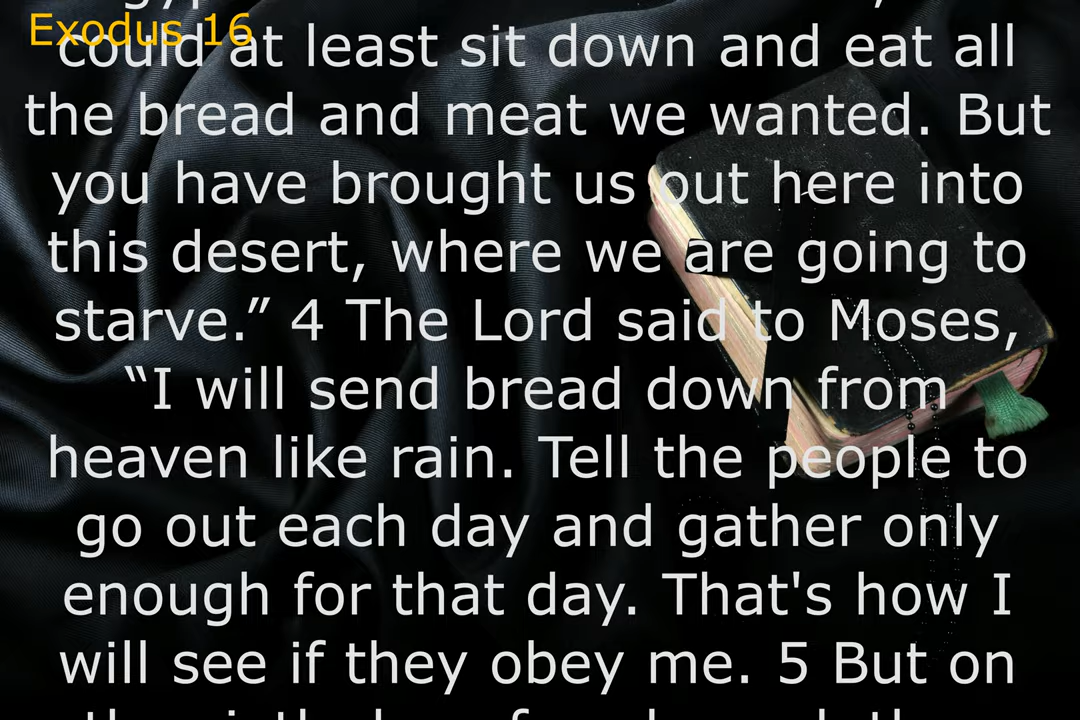 Exodus 16
could at least sit down and eat all
the bread and meat we wanted. But
you have brought us out here into
this desert, where we are going to
starve.” 4 The Lord said to Moses,
“I will send bread down from
heaven like rain. Tell the people to
go out each day and gather only
enough for that day. That's how I
will see if they obey me. 5 But on